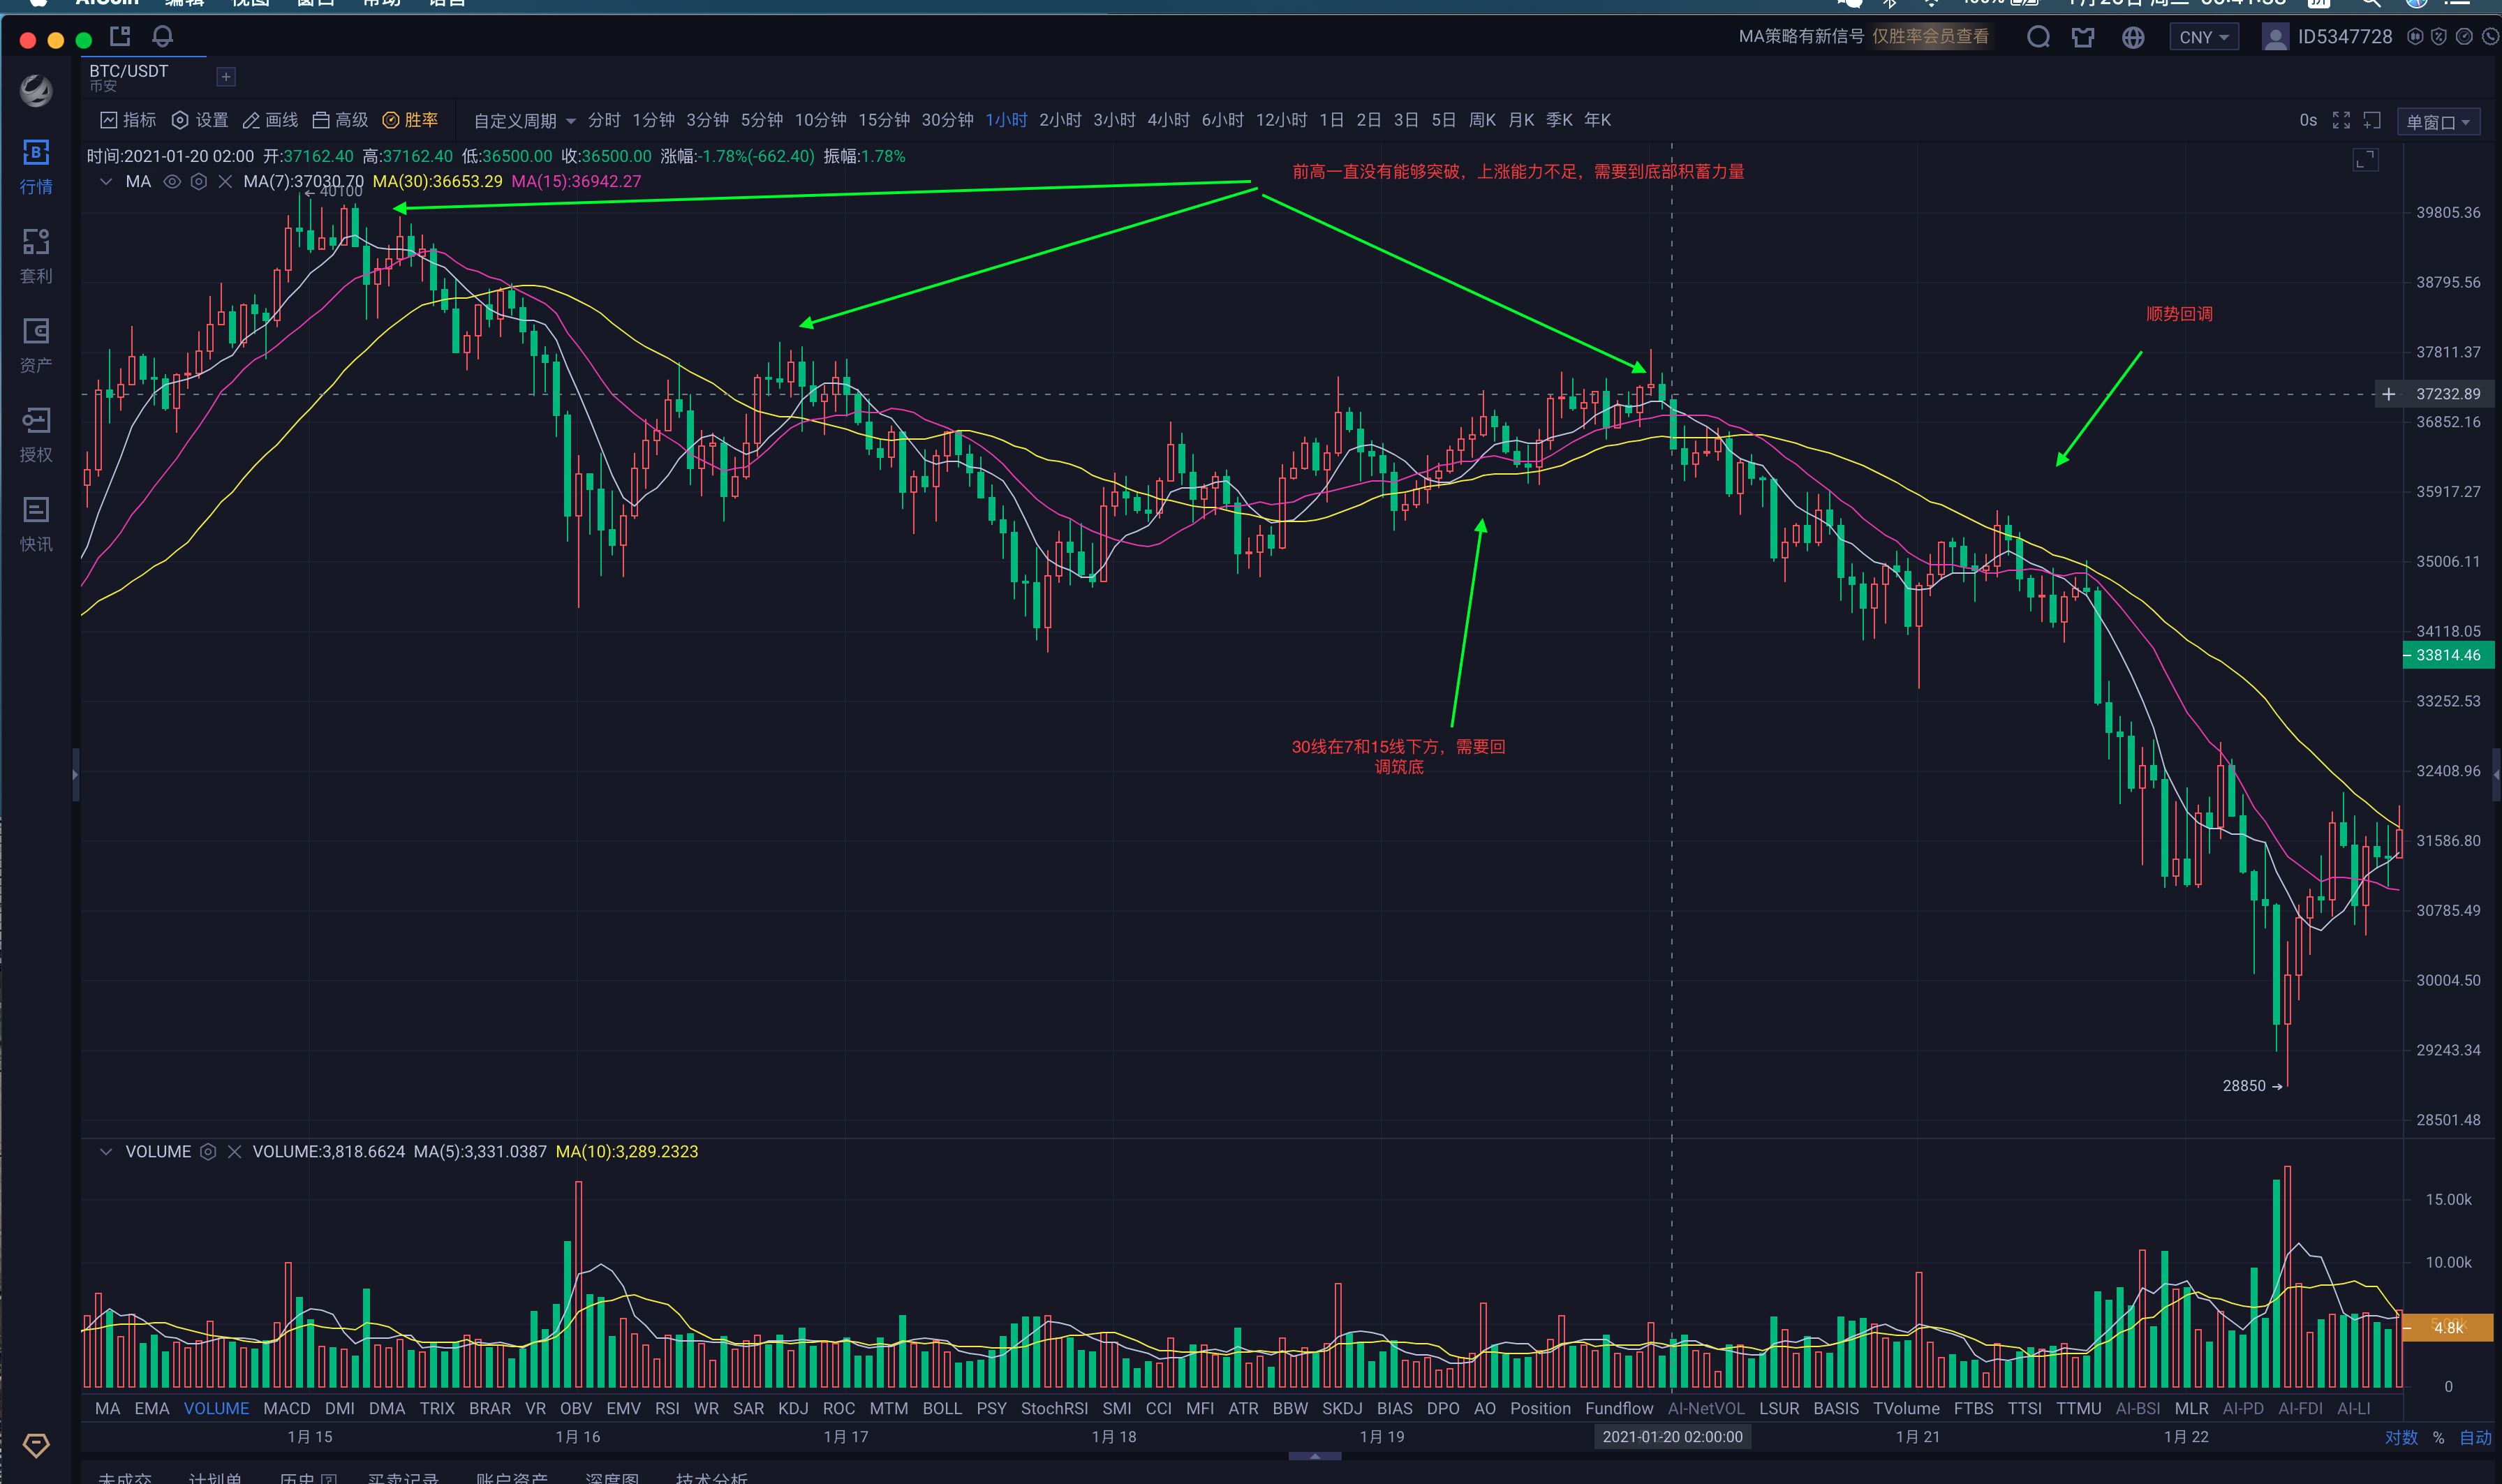 AICoin 编辑 视图 窗口 帮助 语言
MA策略有新信号 仅胜率会员查看 CNY ID5347728
BTC/USDT
币安
指标 设置 画线 高级 胜率 自定义周期 分时 1分钟 3分钟 5分钟 10分钟 15分钟 30分钟 1小时 2小时 3小时 4小时 6小时 12小时 1日 2日 3日 5日 周K 月K 季K 年K 0s 单窗口
时间:2021-01-20 02:00 开:37162.40 高:37162.40 低:36500.00 收:36500.00 涨幅:-1.78%(-662.40) 振幅:1.78%
MA MA(7):37030.70 MA(30):36653.29 MA(15):36942.27
40100
前高一直没有能够突破，上涨能力不足，需要到底部积蓄力量
顺势回调
30线在7和15线下方，需要回
调筑底
行情
套利
资产
授权
快讯
39805.36
38795.56
37811.37
37232.89
36852.16
35917.27
35006.11
34118.05
33814.46
33252.53
32408.96
31586.80
30785.49
30004.50
29243.34
28850
28501.48
VOLUME VOLUME:3,818.6624 MA(5):3,331.0387 MA(10):3,289.2323
15.00k
10.00k
4.8k
0
MA EMA VOLUME MACD DMI DMA TRIX BRAR VR OBV EMV RSI WR SAR KDJ ROC MTM BOLL PSY StochRSI SMI CCI MFI ATR BBW SKDJ BIAS DPO AO Position Fundflow AI-NetVOL LSUR BASIS TVolume FTBS TTSI TTMU AI-BSI MLR AI-PD AI-FDI AI-LI
1月 15 1月 16 1月 17 1月 18 1月 19 2021-01-20 02:00:00 1月 21 1月 22 对数 % 自动
未成交 计划单 历史 买卖记录 账户资产 深度图 技术分析